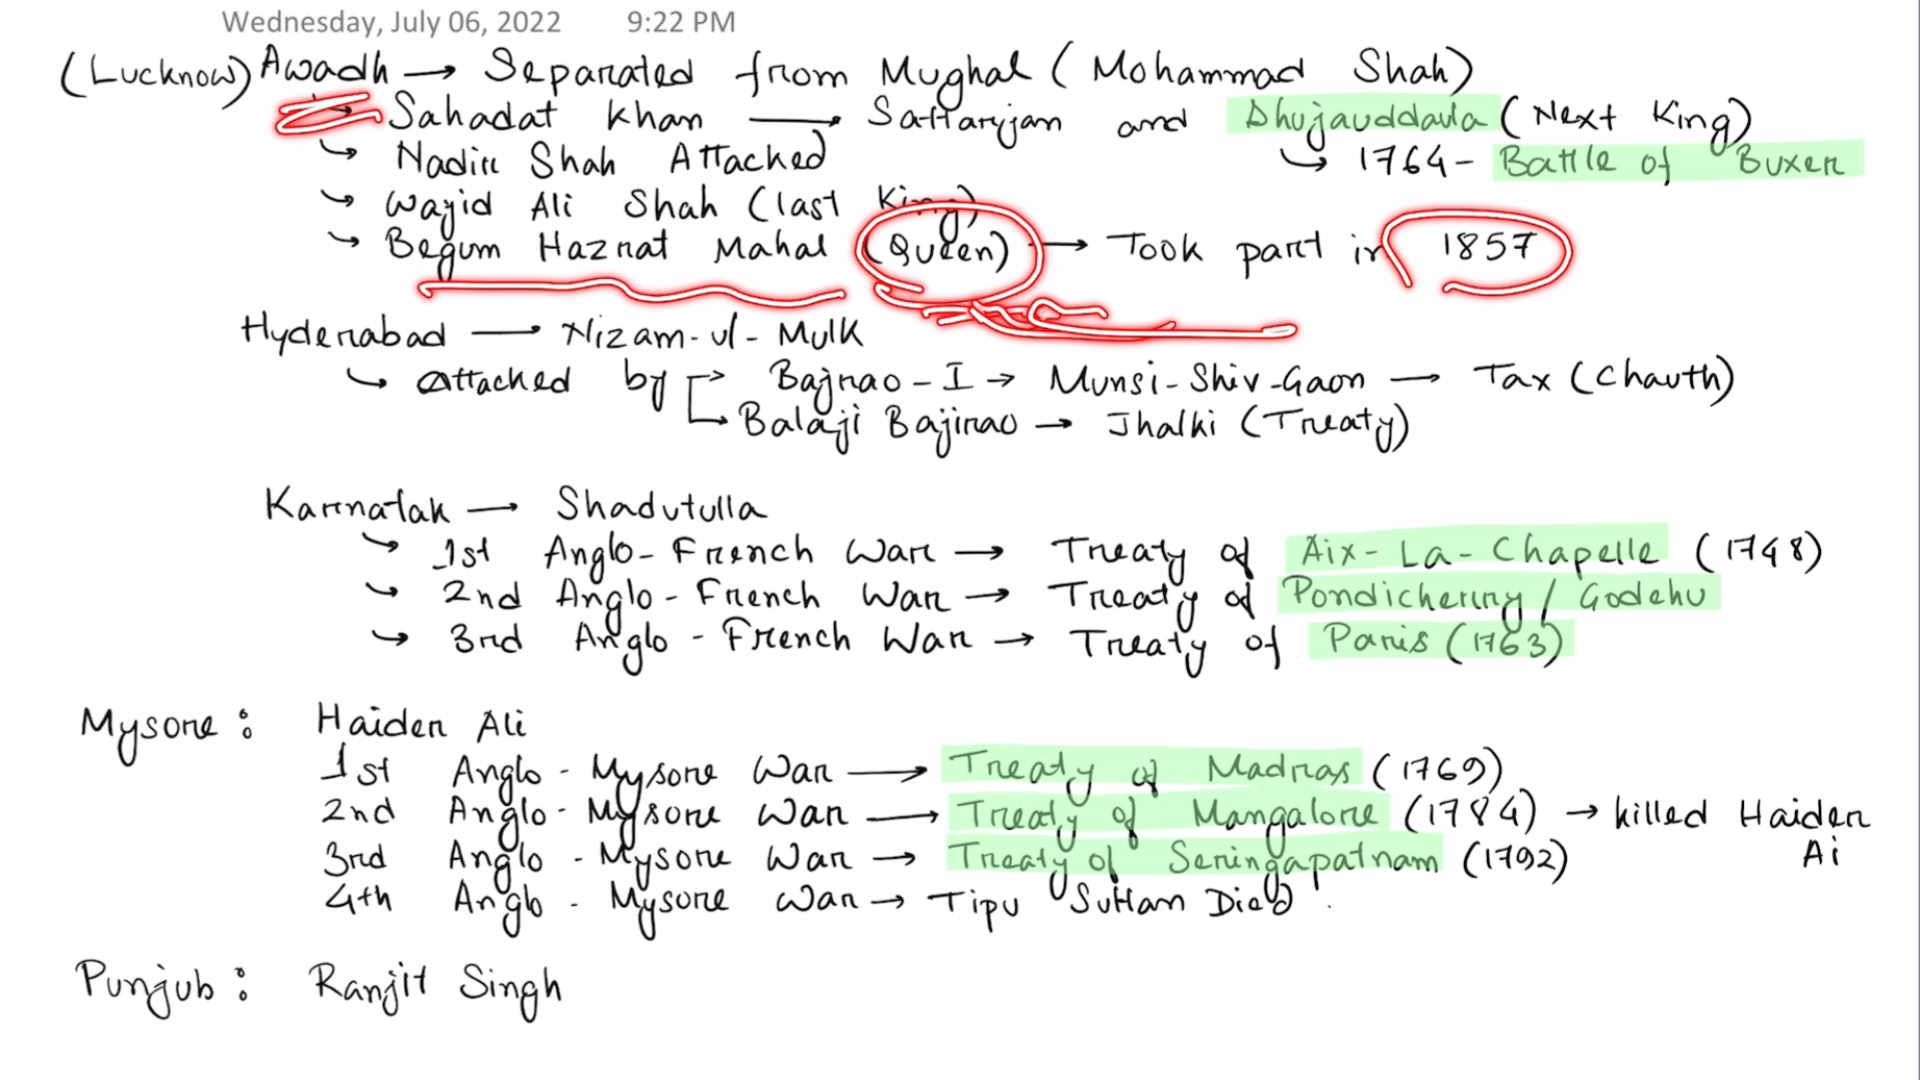 Wednesday, July 06, 2022 9:22 PM
(Lucknow) Awadh → Separated from Mughal (Mohammad Shah)
Sahadat Khan → Saffarjan and Shujauddaula (Next King)
↳ Nadir Shah Attacked ↳ 1764 - Battle of Buxer
↳ Wajid Ali Shah (last King)
↳ Begum Hazrat Mahal (Queen) → Took part in 1857
Hyderabad → Nizam-ul-Mulk
↳ attacked by → Bajrao-I → Munsi-Shiv-Gaon → Tax (Chauth)
→ Balaji Bajirao → Jhalki (Treaty)
Karnatak → Shadutulla
↳ 1st Anglo-French War → Treaty of Aix-La-Chapelle (1748)
↳ 2nd Anglo-French War → Treaty of Pondicherry / Godehu
↳ 3rd Anglo-French War → Treaty of Paris (1763)
Mysore: Haider Ali
1st Anglo-Mysore War → Treaty of Madras (1769)
2nd Anglo-Mysore War → Treaty of Mangalore (1784) → killed Haider
3rd Anglo-Mysore War → Treaty of Seringapatnam (1792) Ai
4th Anglo-Mysore War → Tipu Sultan Died
Punjub: Ranjit Singh